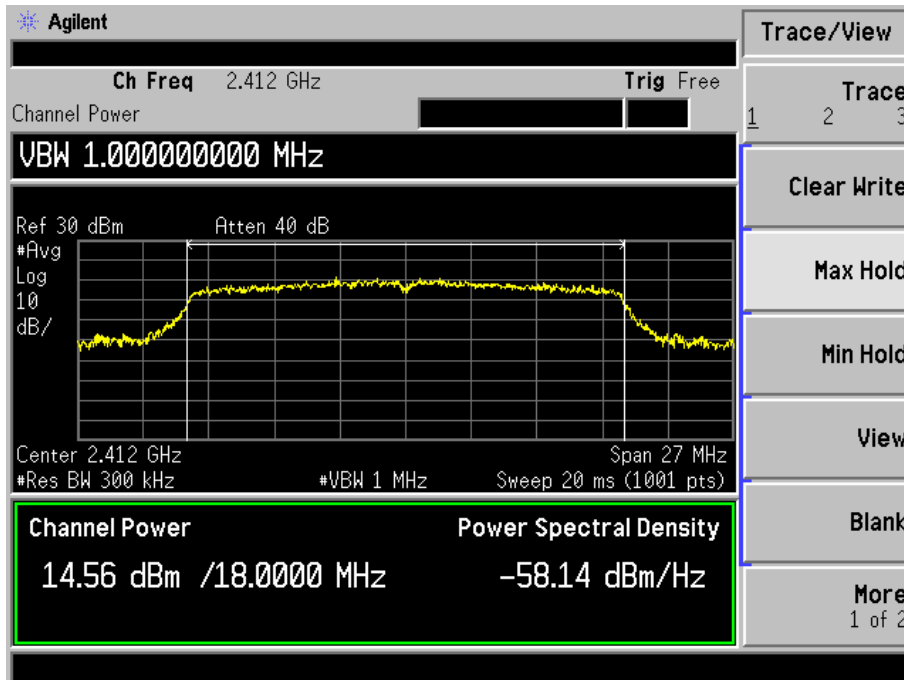 Agilent
Trace/View
Ch Freq 2.412 GHz Trig Free
Channel Power
Trace
1 2 3
VBW 1.000000000 MHz
Clear Write
Ref 30 dBm Atten 40 dB
#Avg
Log
10
dB/
Max Hold
Min Hold
View
Center 2.412 GHz Span 27 MHz
#Res BW 300 kHz #VBW 1 MHz Sweep 20 ms (1001 pts)
Blank
Channel Power Power Spectral Density
14.56 dBm /18.0000 MHz -58.14 dBm/Hz
More
1 of 2